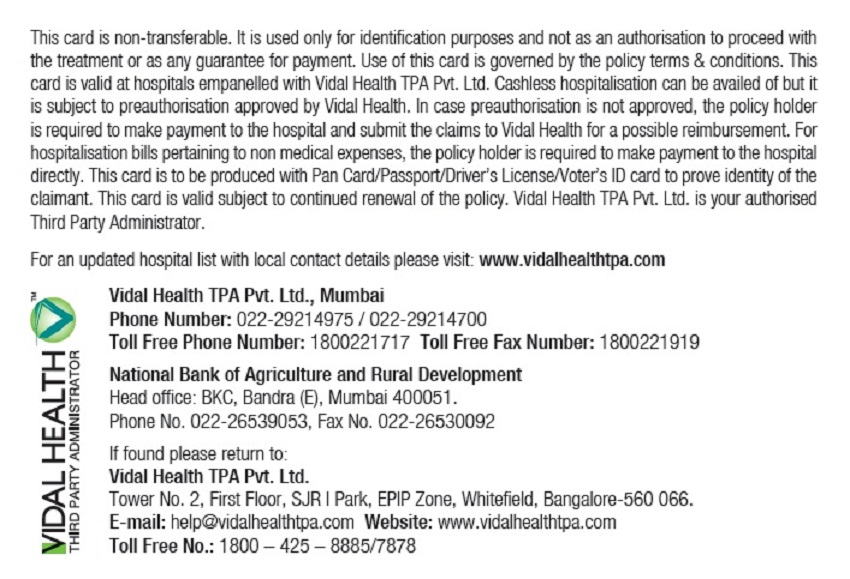 This card is non-transferable. It is used only for identification purposes and not as an authorisation to proceed with
the treatment or as any guarantee for payment. Use of this card is governed by the policy terms & conditions. This
card is valid at hospitals empanelled with Vidal Health TPA Pvt. Ltd. Cashless hospitalisation can be availed of but it
is subject to preauthorisation approved by Vidal Health. In case preauthorisation is not approved, the policy holder
is required to make payment to the hospital and submit the claims to Vidal Health for a possible reimbursement. For
hospitalisation bills pertaining to non medical expenses, the policy holder is required to make payment to the hospital
directly. This card is to be produced with Pan Card/Passport/Driver's License/Voter's ID card to prove identity of the
claimant. This card is valid subject to continued renewal of the policy. Vidal Health TPA Pvt. Ltd. is your authorised
Third Party Administrator.
For an updated hospital list with local contact details please visit: www.vidalhealthtpa.com
TM
VIDAL HEALTH
THIRD PARTY ADMINISTRATOR
Vidal Health TPA Pvt. Ltd., Mumbai
Phone Number: 022-29214975 / 022-29214700
Toll Free Phone Number: 1800221717 Toll Free Fax Number: 1800221919
National Bank of Agriculture and Rural Development
Head office: BKC, Bandra (E), Mumbai 400051.
Phone No. 022-26539053, Fax No. 022-26530092
If found please return to:
Vidal Health TPA Pvt. Ltd.
Tower No. 2, First Floor, SJR I Park, EPIP Zone, Whitefield, Bangalore-560 066.
E-mail: help@vidalhealthtpa.com Website: www.vidalhealthtpa.com
Toll Free No.: 1800 – 425 – 8885/7878